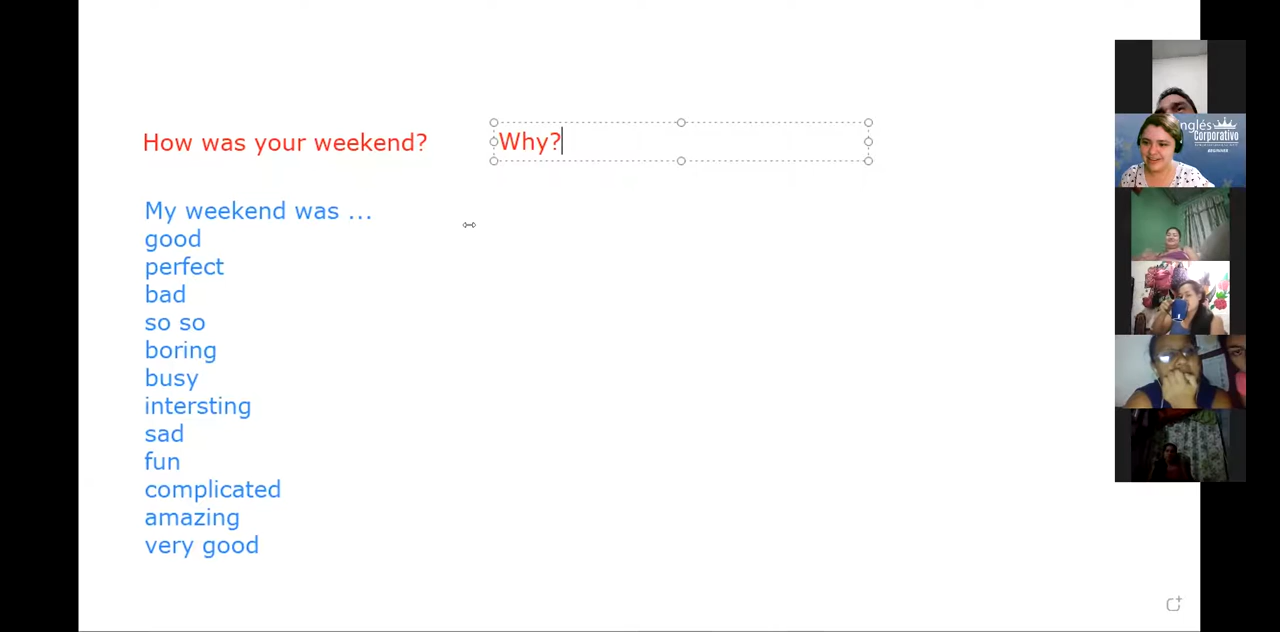 How was your weekend?
Why?
My weekend was ...
good
perfect
bad
so so
boring
busy
intersting
sad
fun
complicated
amazing
very good
nglés
Corporativo